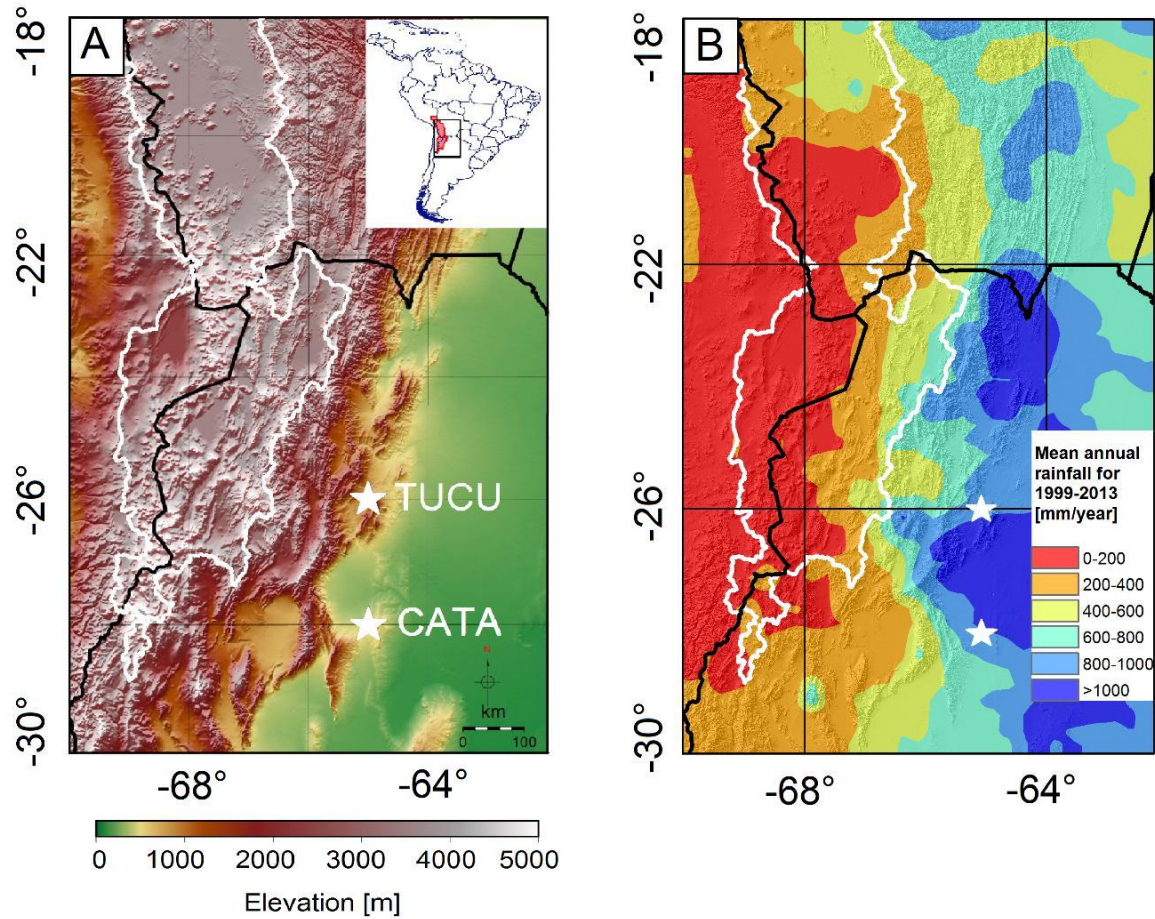 A
-18°
-22°
-26°
-30°
TUCU
CATA
N
km
0 100
-68° -64°
0 1000 2000 3000 4000 5000
Elevation [m]
B
-18°
-22°
-26°
-30°
Mean annual
rainfall for
1999-2013
[mm/year]
0-200
200-400
400-600
600-800
800-1000
>1000
-68° -64°